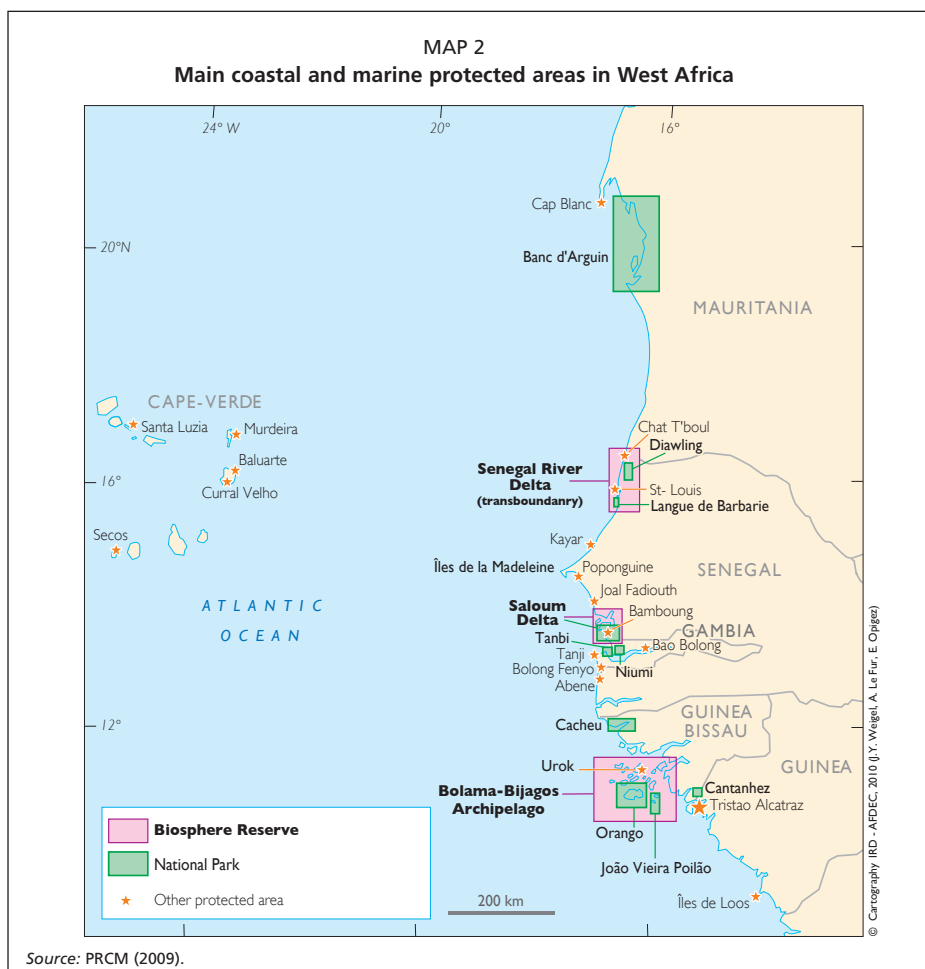 MAP 2
Main coastal and marine protected areas in West Africa
24° W
20°
16°
Cap Blanc
20°N
Banc d'Arguin
MAURITANIA
CAPE-VERDE
Santa Luzia
Murdeira
Chat T'boul
Diawling
Baluarte
Senegal River
Delta
(transboundanry)
16°
Curral Velho
St- Louis
Langue de Barbarie
Secos
Kayar
Îles de la Madeleine
Poponguine
SENEGAL
Joal Fadiouth
ATLANTIC
OCEAN
Saloum
Delta
Bamboung
GAMBIA
Tanbi
Bao Bolong
Tanji
Niumi
Bolong Fenyo
Abene
12°
Cacheu
GUINEA
BISSAU
GUINEA
Urok
Bolama-Bijagos
Archipelago
Cantanhez
Tristao Alcatraz
Orango
João Vieira Poilão
Îles de Loos
Biosphere Reserve
National Park
Other protected area
200 km
© Cartography IRD - AFDEC, 2010 (J.Y. Weigel, A. Le Fur, E. Opigez)
Source: PRCM (2009).